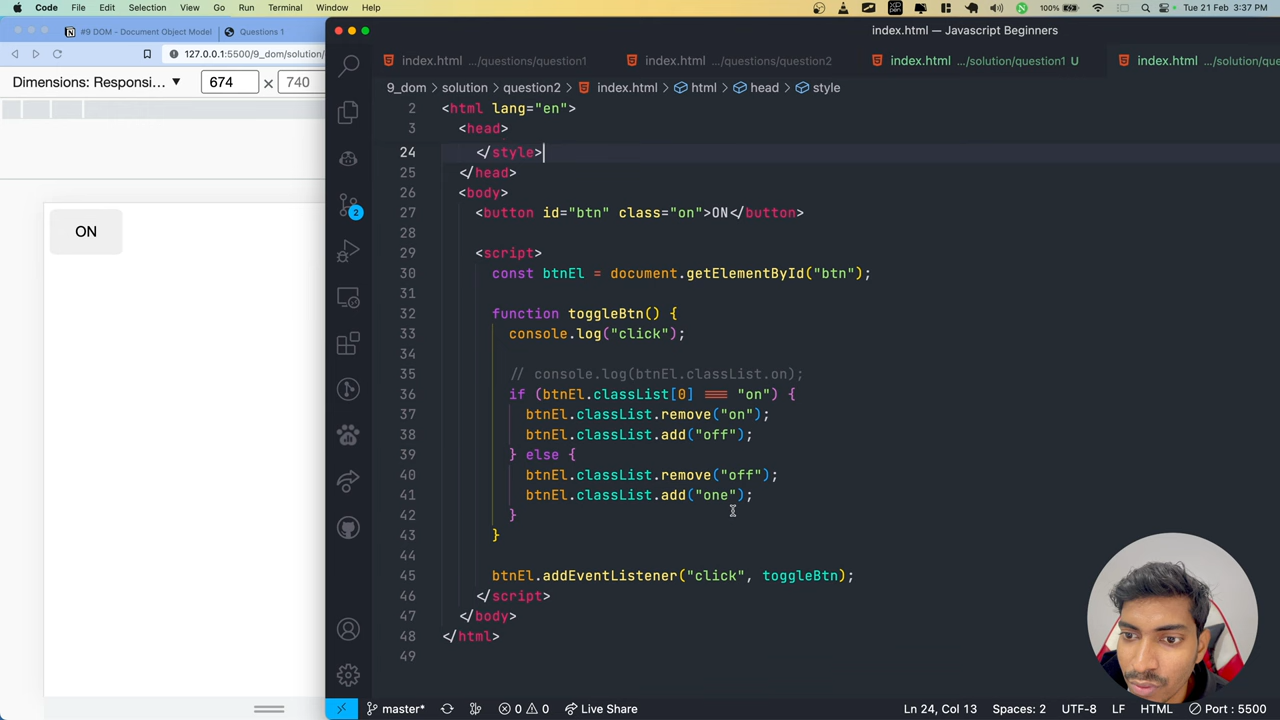 Code File Edit Selection View Go Run Terminal Window Help 100% Tue 21 Feb 3:37 PM
#9 DOM - Document Object Model Questions 1
index.html — Javascript Beginners
127.0.0.1:5500/9_dom/solution/
index.html .../questions/question1 index.html .../questions/question2 index.html .../solution/question1 U index.html .../solution/que
Dimensions: Responsi... ▼ 674 × 740
9_dom > solution > question2 > index.html > html > head > style
2 <html lang="en">
3 <head>
24 </style>
25 </head>
26 <body>
27 <button id="btn" class="on">ON</button>
28
29 <script>
30 const btnEl = document.getElementById("btn");
31
32 function toggleBtn() {
33 console.log("click");
34
35 // console.log(btnEl.classList.on);
36 if (btnEl.classList[0] === "on") {
37 btnEl.classList.remove("on");
38 btnEl.classList.add("off");
39 } else {
40 btnEl.classList.remove("off");
41 btnEl.classList.add("one");
42 }
43 }
44
45 btnEl.addEventListener("click", toggleBtn);
46 </script>
47 </body>
48 </html>
49
ON
2
master* 0 0 Live Share Ln 24, Col 13 Spaces: 2 UTF-8 LF HTML Port : 5500